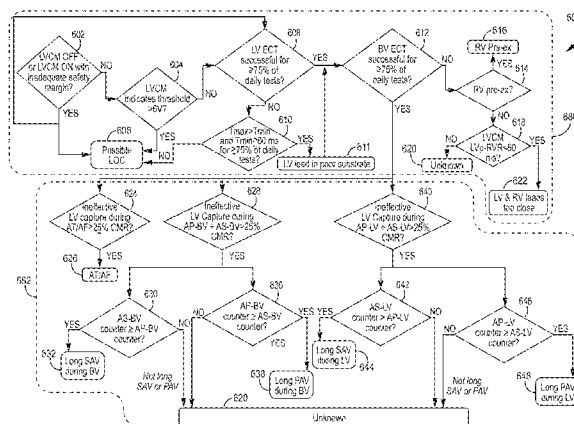 602
LVCM OFF
or LVCM ON with
inadequate safety
margin?
YES
NO
604
LVCM
indicates threshold
>6V?
YES
NO
606
Possible
LOC
608
LV ECT
successful for
≥75% of
daily tests?
YES
NO
610
Tmax>Tmin
and Tmin≥60 ms
for ≥75% of daily
tests?
NO
YES
611
LV lead in poor substrate
612
BV ECT
successful for
≥75% of
daily tests?
NO
YES
616
RV Pre-ex
YES
614
RV pre-ex?
NO
618
LVCM
LVp-RVR<80
ms?
NO
YES
620
Unknown
622
LV & RV leads
too close
624
Ineffective
LV capture during
AT/AF>25% CMR?
YES
626
AT/AF
628
Ineffective
LV Capture during
AP-BV + AS-BV>25%
CMR?
640
Ineffective
LV Capture during
AP-LV + AS-LV>25%
CMR?
662
630
AS-BV
counter ≥ AP-BV
counter?
YES
NO
632
Long SAV
during BV
636
AP-BV
counter ≥ AS-BV
counter?
NO
YES
YES
638
Long PAV
during BV
642
AS-LV
counter > AP-LV
counter?
YES
NO
Long SAV
during LV
644
646
AP-LV
counter ≥ AS-LV
counter?
NO
YES
648
Long PAV
during LV
Not long
SAV or PAV
Not long
SAV or PAV
620
Unknown